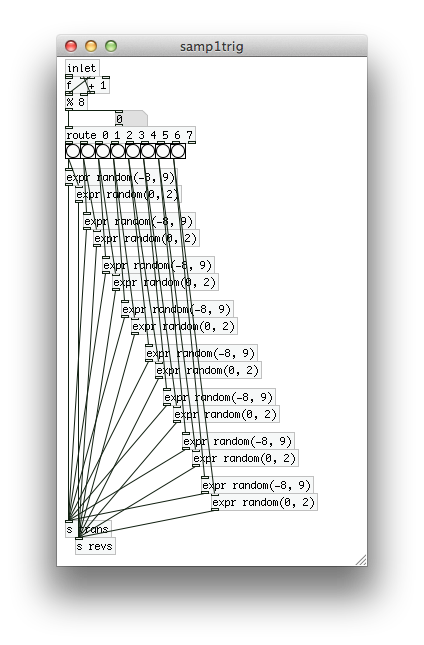 samp1trig
inlet
f + 1
% 8
0
route 0 1 2 3 4 5 6 7
expr random(-8, 9)
expr random(0, 2)
expr random(-8, 9)
expr random(0, 2)
expr random(-8, 9)
expr random(0, 2)
expr random(-8, 9)
expr random(0, 2)
expr random(-8, 9)
expr random(0, 2)
expr random(-8, 9)
expr random(0, 2)
expr random(-8, 9)
expr random(0, 2)
expr random(-8, 9)
expr random(0, 2)
s trans
s revs